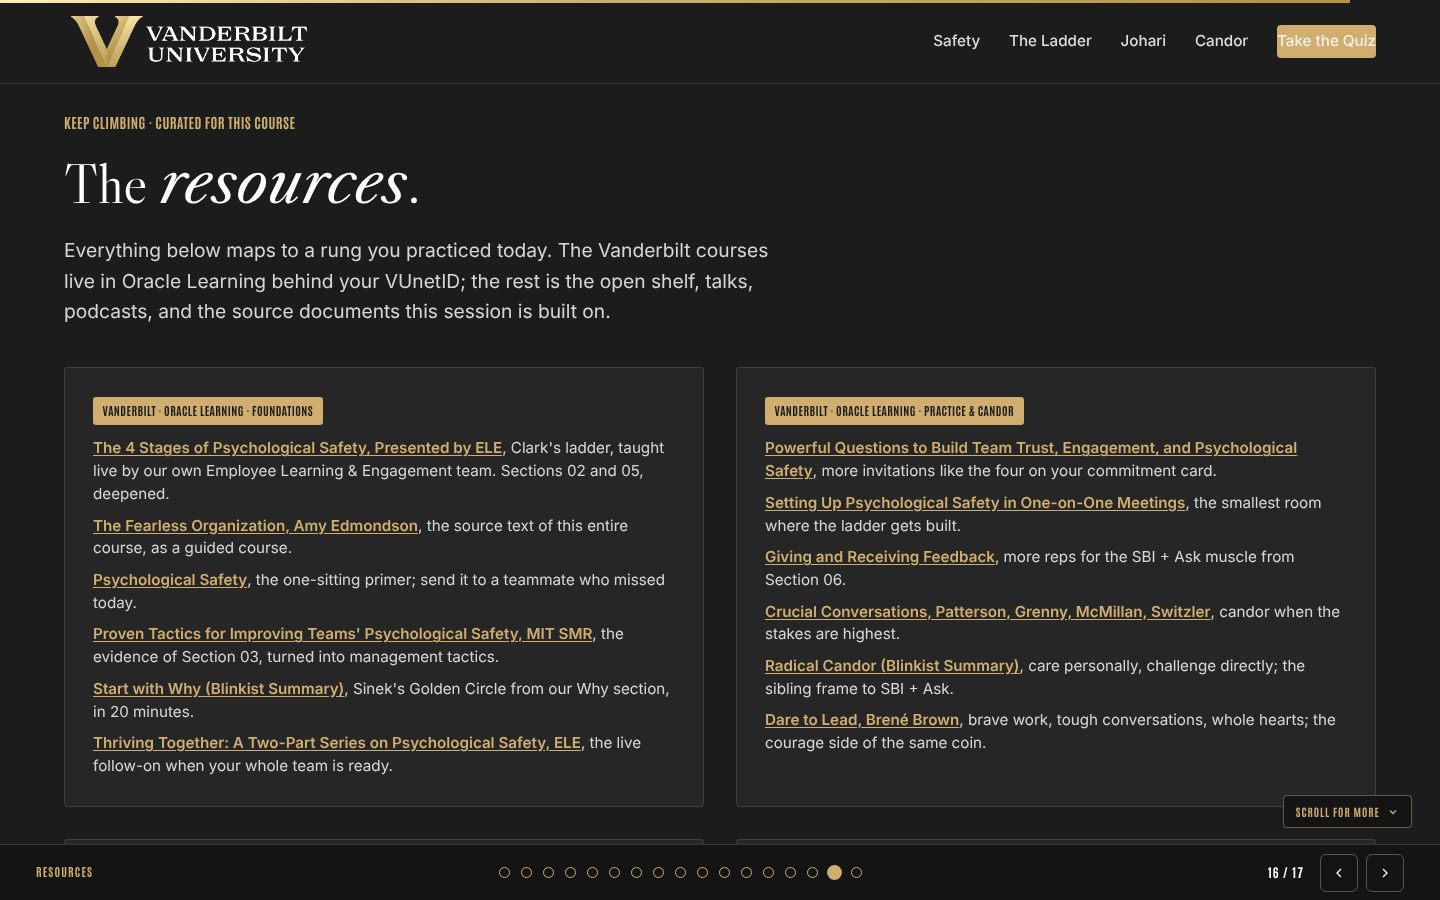 VANDERBILT
UNIVERSITY
Safety
The Ladder
Johari
Candor
Take the Quiz
KEEP CLIMBING · CURATED FOR THIS COURSE
The resources.
Everything below maps to a rung you practiced today. The Vanderbilt courses
live in Oracle Learning behind your VUnetID; the rest is the open shelf, talks,
podcasts, and the source documents this session is built on.
VANDERBILT · ORACLE LEARNING · FOUNDATIONS
The 4 Stages of Psychological Safety, Presented by ELE, Clark's ladder, taught
live by our own Employee Learning & Engagement team. Sections 02 and 05,
deepened.
The Fearless Organization, Amy Edmondson, the source text of this entire
course, as a guided course.
Psychological Safety, the one-sitting primer; send it to a teammate who missed
today.
Proven Tactics for Improving Teams' Psychological Safety, MIT SMR, the
evidence of Section 03, turned into management tactics.
Start with Why (Blinkist Summary), Sinek's Golden Circle from our Why section,
in 20 minutes.
Thriving Together: A Two-Part Series on Psychological Safety, ELE, the live
follow-on when your whole team is ready.
VANDERBILT · ORACLE LEARNING · PRACTICE & CANDOR
Powerful Questions to Build Team Trust, Engagement, and Psychological
Safety, more invitations like the four on your commitment card.
Setting Up Psychological Safety in One-on-One Meetings, the smallest room
where the ladder gets built.
Giving and Receiving Feedback, more reps for the SBI + Ask muscle from
Section 06.
Crucial Conversations, Patterson, Grenny, McMillan, Switzler, candor when the
stakes are highest.
Radical Candor (Blinkist Summary), care personally, challenge directly; the
sibling frame to SBI + Ask.
Dare to Lead, Brené Brown, brave work, tough conversations, whole hearts; the
courage side of the same coin.
SCROLL FOR MORE
RESOURCES
16 / 17